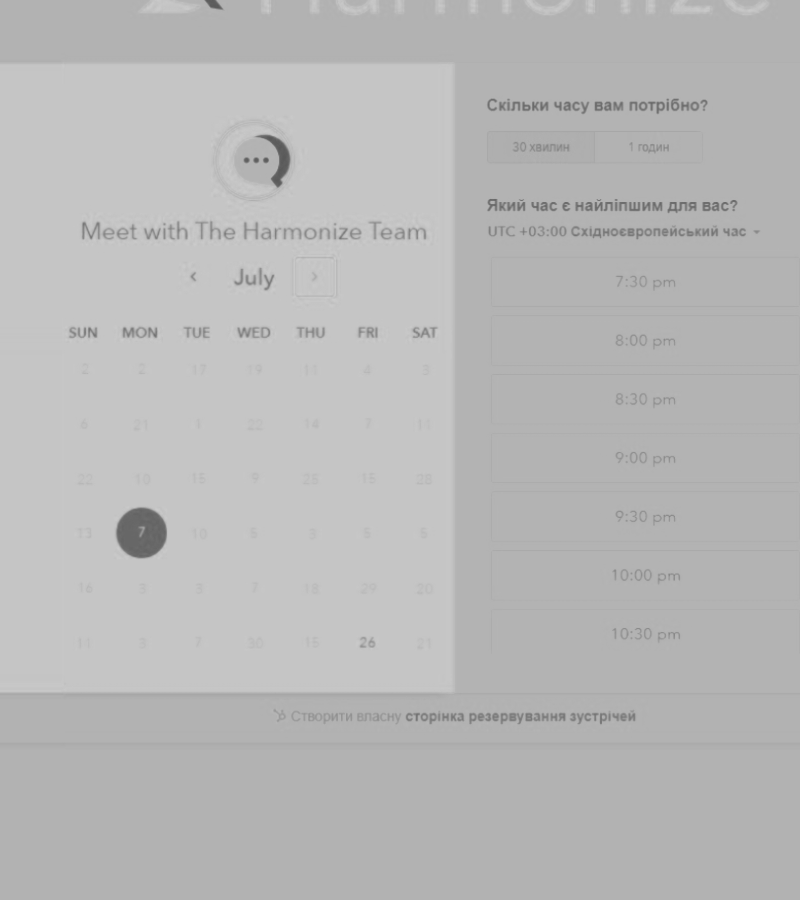 Harmonize
Meet with The Harmonize Team
July
SUN MON TUE WED THU FRI SAT
2 2 17 19 11 4 3
6 21 1 22 14 7 11
22 10 15 9 25 15 28
13 7 10 5 3 5 5
16 3 3 7 18 29 20
11 3 7 30 15 26 21
Скільки часу вам потрібно?
30 хвилин 1 годин
Який час є найліпшим для вас?
UTC +03:00 Східноєвропейський час
7:30 pm
8:00 pm
8:30 pm
9:00 pm
9:30 pm
10:00 pm
10:30 pm
Створити власну сторінка резервування зустрічей